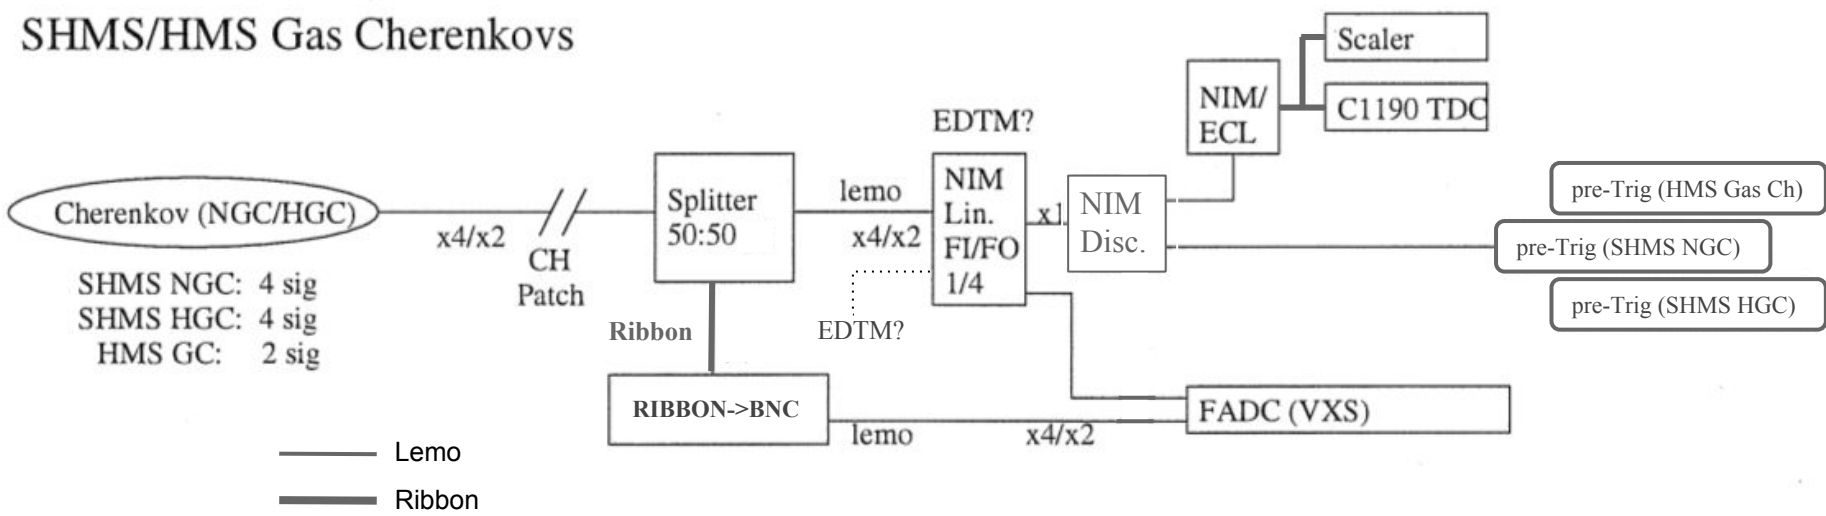 SHMS/HMS Gas Cherenkovs
Scaler
NIM/
ECL
C1190 TDC
EDTM?
Cherenkov (NGC/HGC)
x4/x2
CH
Patch
Splitter
50:50
lemo
x4/x2
NIM
Lin.
FI/FO
1/4
x1
NIM
Disc.
pre-Trig (HMS Gas Ch)
pre-Trig (SHMS NGC)
pre-Trig (SHMS HGC)
SHMS NGC: 4 sig
SHMS HGC: 4 sig
HMS GC: 2 sig
Ribbon
EDTM?
RIBBON->BNC
lemo
x4/x2
FADC (VXS)
Lemo
Ribbon